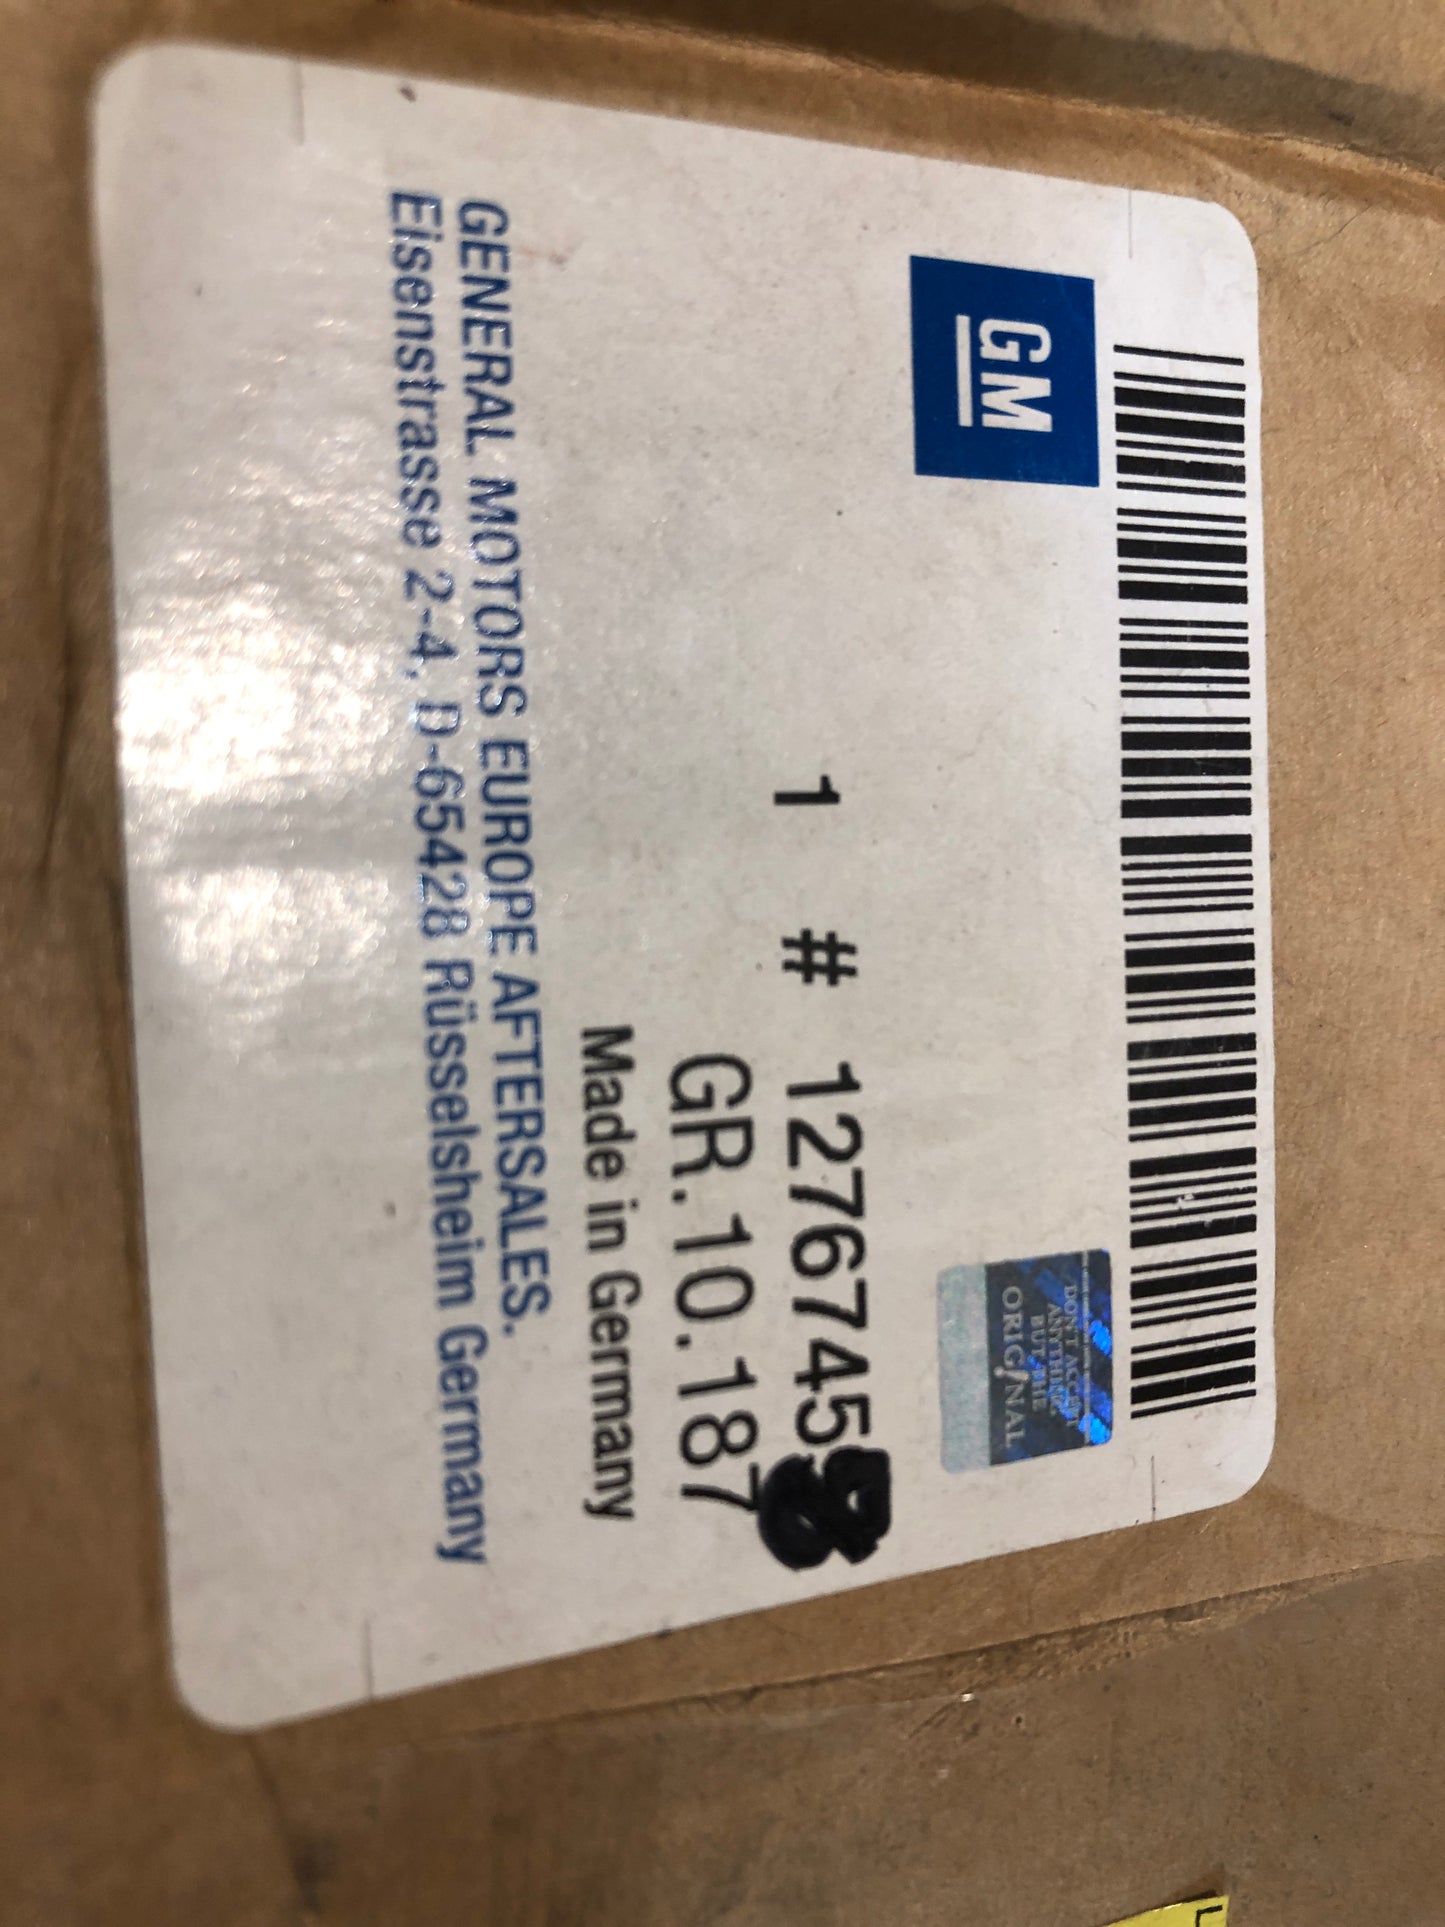 GM
DON'T ACCEPT
ANYTHING
BUT THE
ORIGINAL
1 # 12767458
GR.10.187
Made in Germany
GENERAL MOTORS EUROPE AFTERSALES.
Eisenstrasse 2-4, D-65428 Rüsselsheim Germany